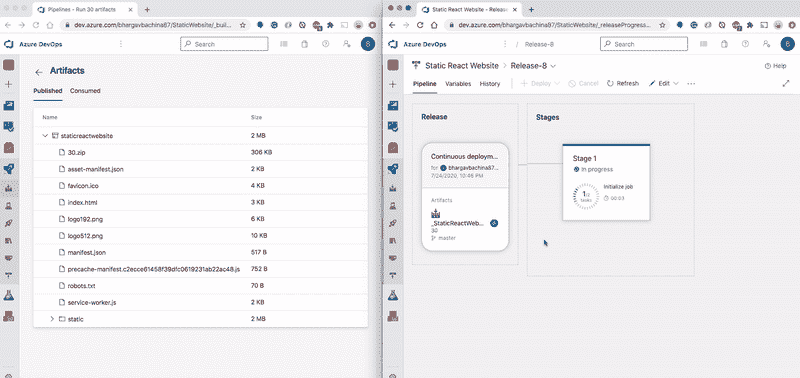 Pipelines - Run 30 artifacts
dev.azure.com/bhargavbachina87/StaticWebsite/_buil...
Azure DevOps
Search
B
Artifacts
Published Consumed
Name Size
staticreactwebsite 2 MB
30.zip 306 KB
asset-manifest.json 2 KB
favicon.ico 4 KB
index.html 3 KB
logo192.png 6 KB
logo512.png 10 KB
manifest.json 517 B
precache-manifest.c2ecce61458f39dfc0619231ab22ac48.js 752 B
robots.txt 70 B
service-worker.js 2 KB
static 2 MB
Static React Website - Release
dev.azure.com/bhargavbachina87/StaticWebsite/_releaseProgress...
Azure DevOps
/ Release-8
Search
B
Static React Website > Release-8
Help
Pipeline Variables History
Deploy Cancel Refresh Edit ...
Release
Stages
Continuous deploym...
for bhargavbachina87...
7/24/2020, 10:46 PM
Artifacts
_StaticReactWeb...
30
master
Stage 1
In progress
Initialize job
00:03
tasks